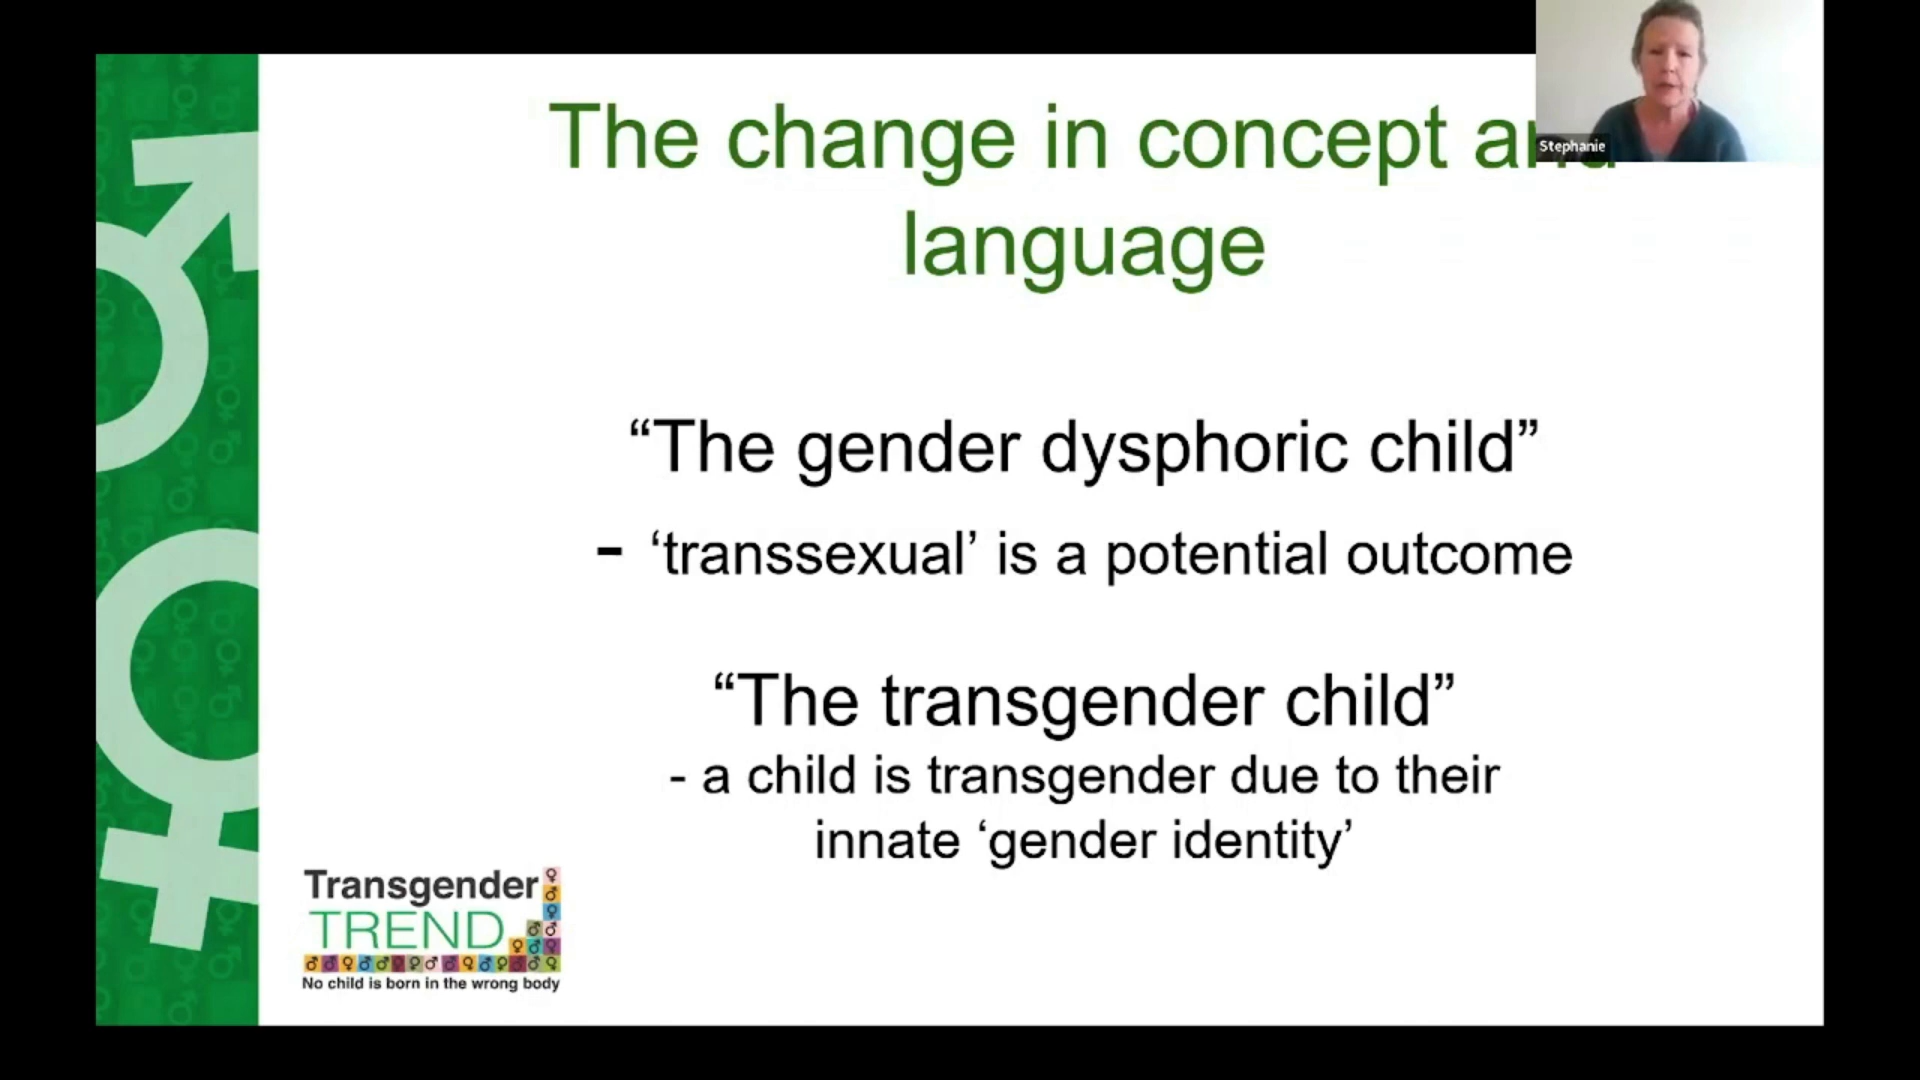 The change in concept and
language
Stephanie
“The gender dysphoric child”
- ‘transsexual’ is a potential outcome
“The transgender child”
- a child is transgender due to their
innate ‘gender identity’
Transgender
TREND
No child is born in the wrong body